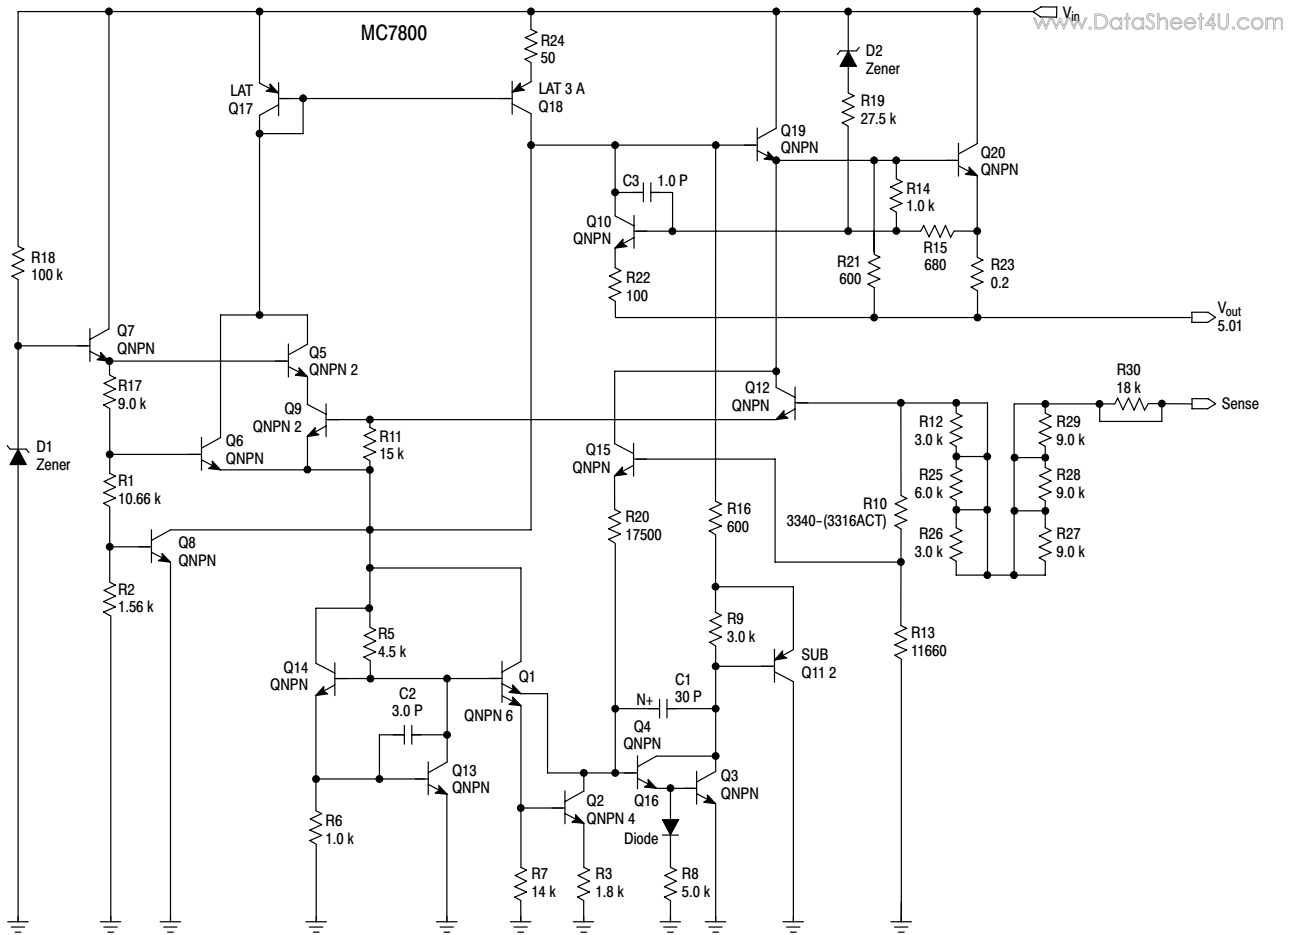 MC7800
Vin
www.DataSheet4U.com
R24
50
D2
Zener
LAT
Q17
LAT 3 A
Q18
R19
27.5 k
Q19
QNPN
Q20
QNPN
C3
1.0 P
R14
1.0 k
Q10
QNPN
R15
680
R18
100 k
R22
100
R21
600
R23
0.2
Vout
5.01
Q7
QNPN
Q5
QNPN 2
R17
9.0 k
Q9
QNPN 2
Q12
QNPN
R30
18 k
Sense
R12
3.0 k
R29
9.0 k
D1
Zener
Q6
QNPN
R11
15 k
Q15
QNPN
R25
6.0 k
R28
9.0 k
R1
10.66 k
R20
17500
R16
600
R10
3340–(3316ACT)
R26
3.0 k
R27
9.0 k
Q8
QNPN
R2
1.56 k
R5
4.5 k
R9
3.0 k
R13
11660
Q14
QNPN
Q1
QNPN 6
SUB
Q11 2
C2
3.0 P
N+
C1
30 P
Q4
QNPN
Q13
QNPN
Q16
Q3
QNPN
Q2
QNPN 4
R6
1.0 k
Diode
R7
14 k
R3
1.8 k
R8
5.0 k